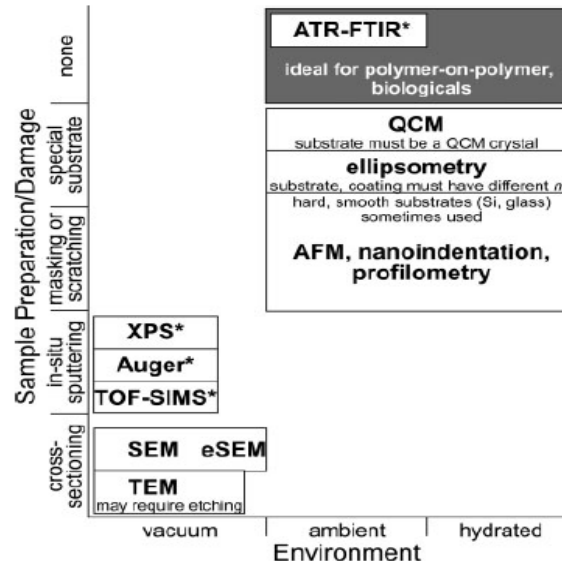 ATR-FTIR*
ideal for polymer-on-polymer,
biologicals
QCM
substrate must be a QCM crystal
ellipsometry
substrate, coating must have different n
hard, smooth substrates (Si, glass)
sometimes used
AFM, nanoindentation,
profilometry
XPS*
Auger*
TOF-SIMS*
SEM eSEM
TEM
may require etching
Sample Preparation/Damage
none
special
substrate
masking or
scratching
in-situ
sputtering
cross-
sectioning
vacuum ambient hydrated
Environment